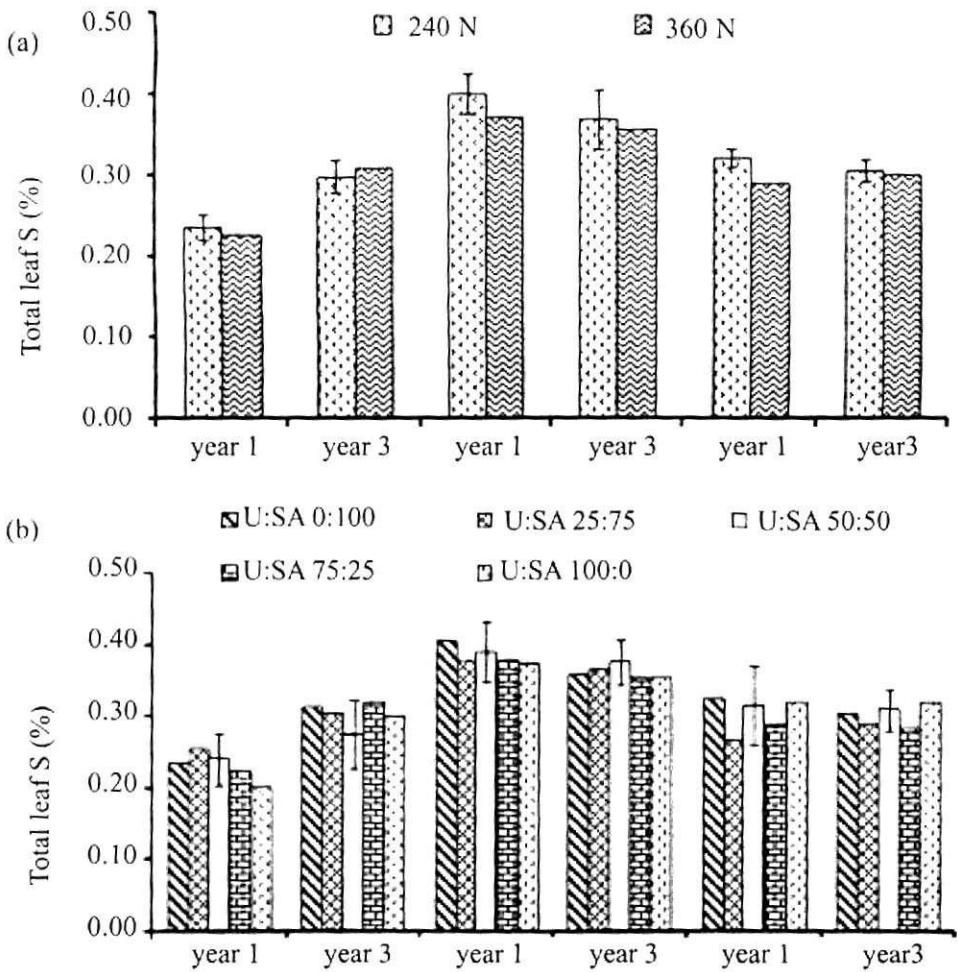 (a)
0.50
240 N
360 N
0.40
0.30
0.20
0.10
0.00
Total leaf S (%)
year 1
year 3
year 1
year 3
year 1
year3
(b)
U:SA 0:100
U:SA 25:75
U:SA 50:50
U:SA 75:25
U:SA 100:0
0.50
0.40
0.30
0.20
0.10
0.00
Total leaf S (%)
year 1
year 3
year 1
year 3
year 1
year3